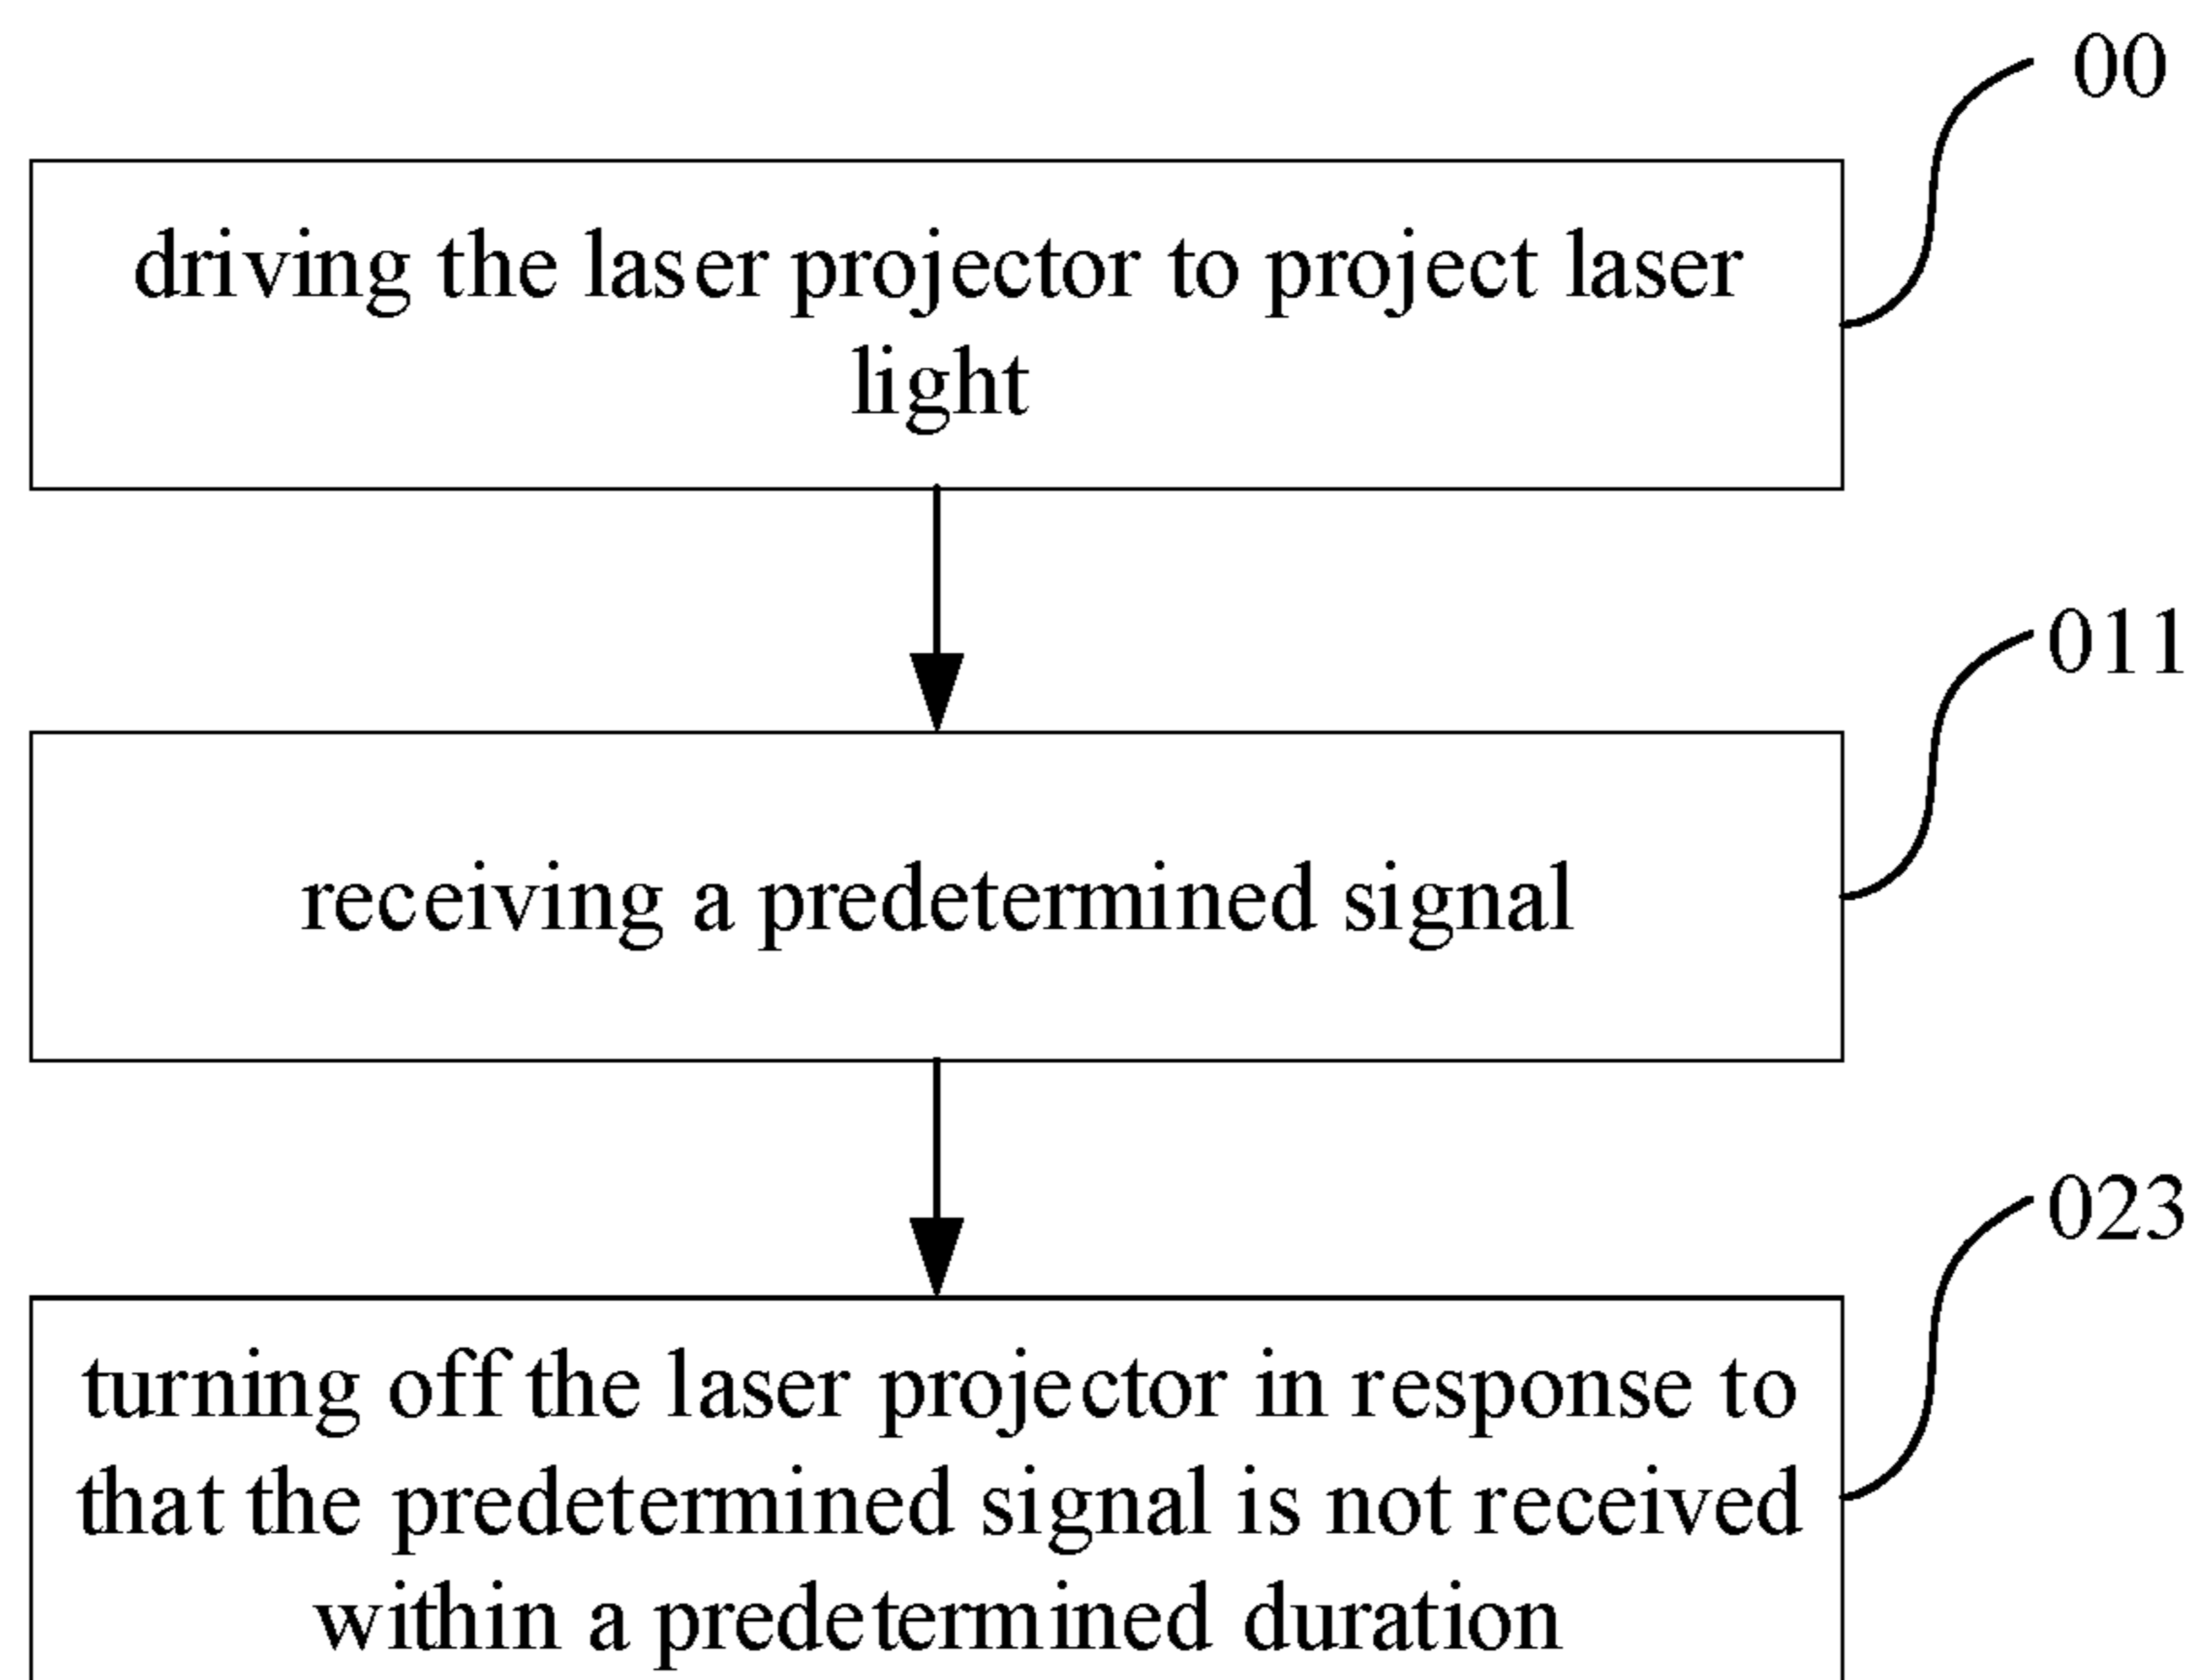 00
driving the laser projector to project laser
light
011
receiving a predetermined signal
023
turning off the laser projector in response to
that the predetermined signal is not received
within a predetermined duration